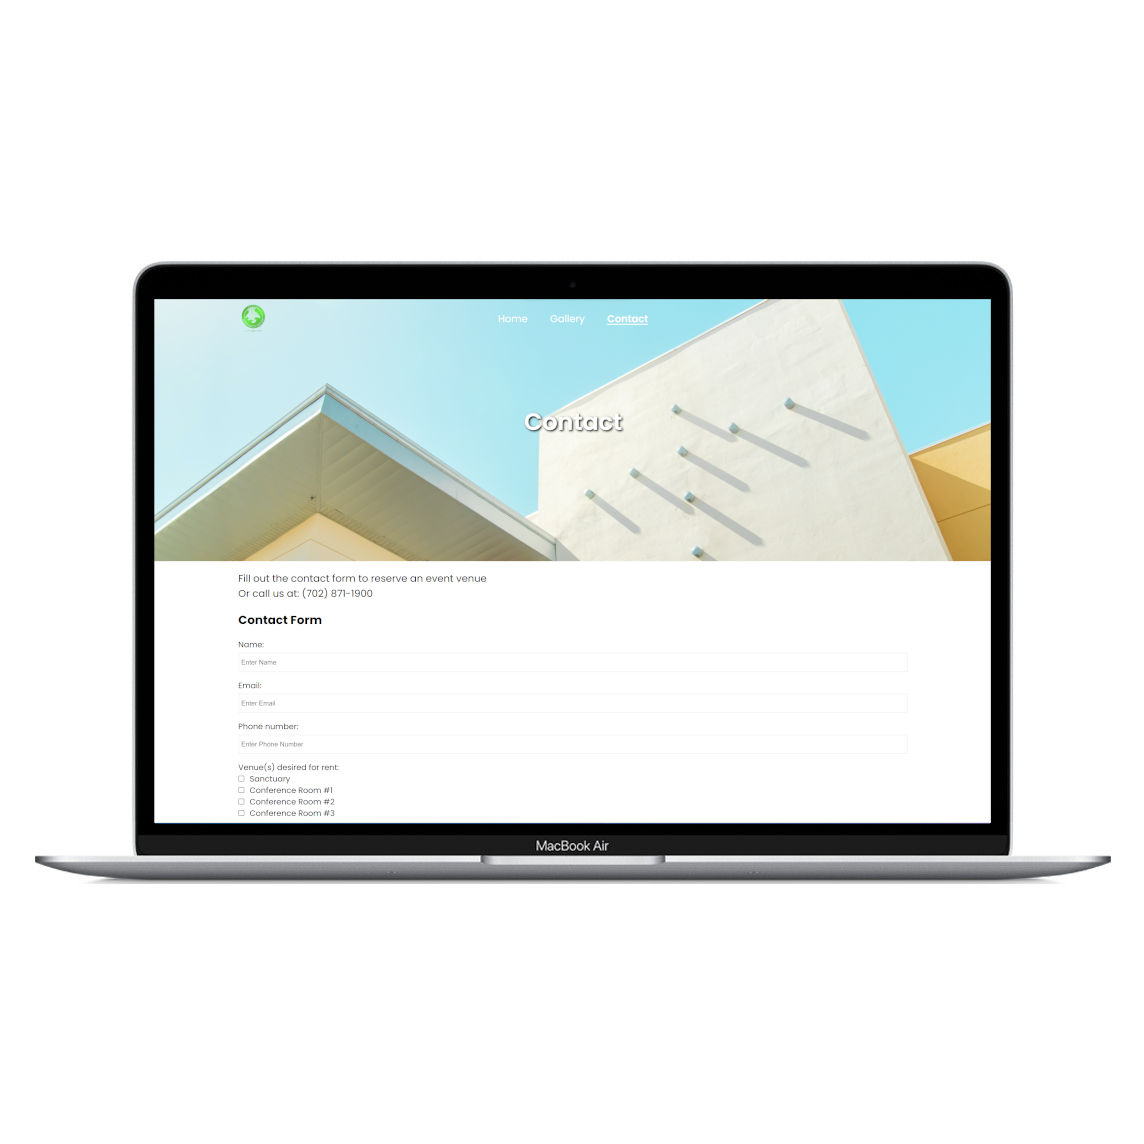 Home Gallery Contact
Contact
Fill out the contact form to reserve an event venue
Or call us at: (702) 871-1900
Contact Form
Name:
Enter Name
Email:
Enter Email
Phone number:
Enter Phone Number
Venue(s) desired for rent:
Sanctuary
Conference Room #1
Conference Room #2
Conference Room #3
MacBook Air